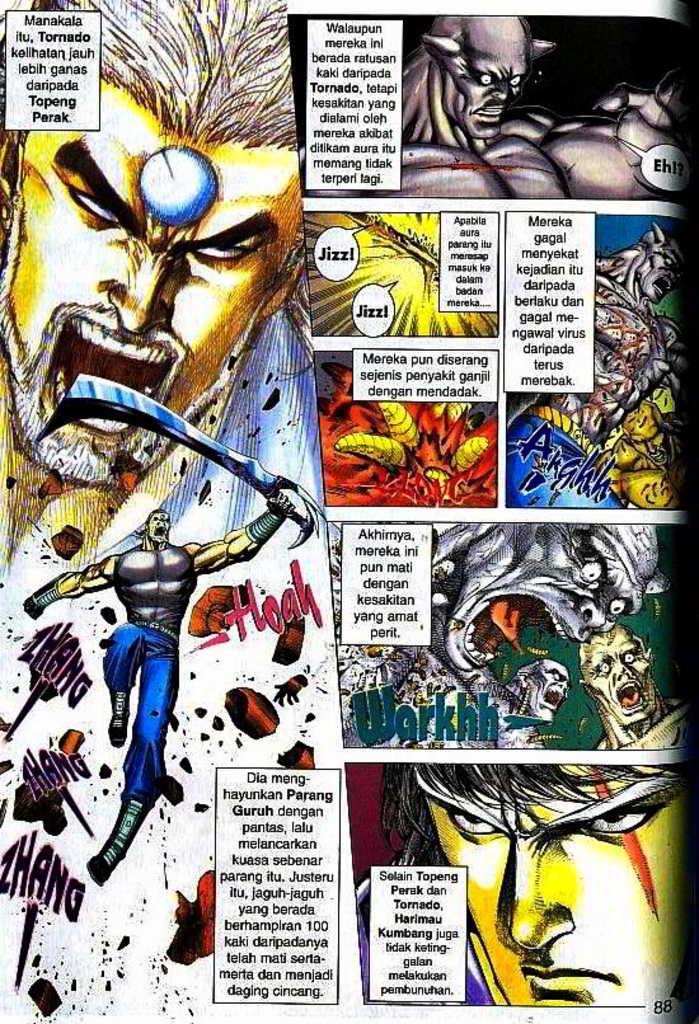 Manakala
itu, Tornado
kelihatan jauh
lebih ganas
daripada
Topeng
Perak.
Walaupun
mereka ini
berada ratusan
kaki daripada
Tornado, tetapi
kesakitan yang
dialami oleh
mereka akibat
ditikam aura itu
memang tidak
terperi lagi.
Eh!?
Jizz!
Jizz!
Apabila
aura
parang itu
meresap
masuk ke
dalam
badan
mereka....
Mereka
gagal
menyekat
kejadian itu
daripada
berlaku dan
gagal me-
ngawal virus
daripada
terus
merebak.
Mereka pun diserang
sejenis penyakit ganjil
dengan mendadak.
Arkghh
Akhirnya,
mereka ini
pun mati
dengan
kesakitan
yang amat
perit.
Warkhh
Hoah
ZHANG
ZHANG
ZHANG
Dia meng-
hayunkan Parang
Guruh dengan
pantas, lalu
melancarkan
kuasa sebenar
parang itu. Justeru
itu, jaguh-jaguh
yang berada
berhampiran 100
kaki daripadanya
telah mati serta-
merta dan menjadi
daging cincang.
Selain Topeng
Perak dan
Tornado,
Harimau
Kumbang juga
tidak keting-
galan
melakukan
pembunuhan.
88